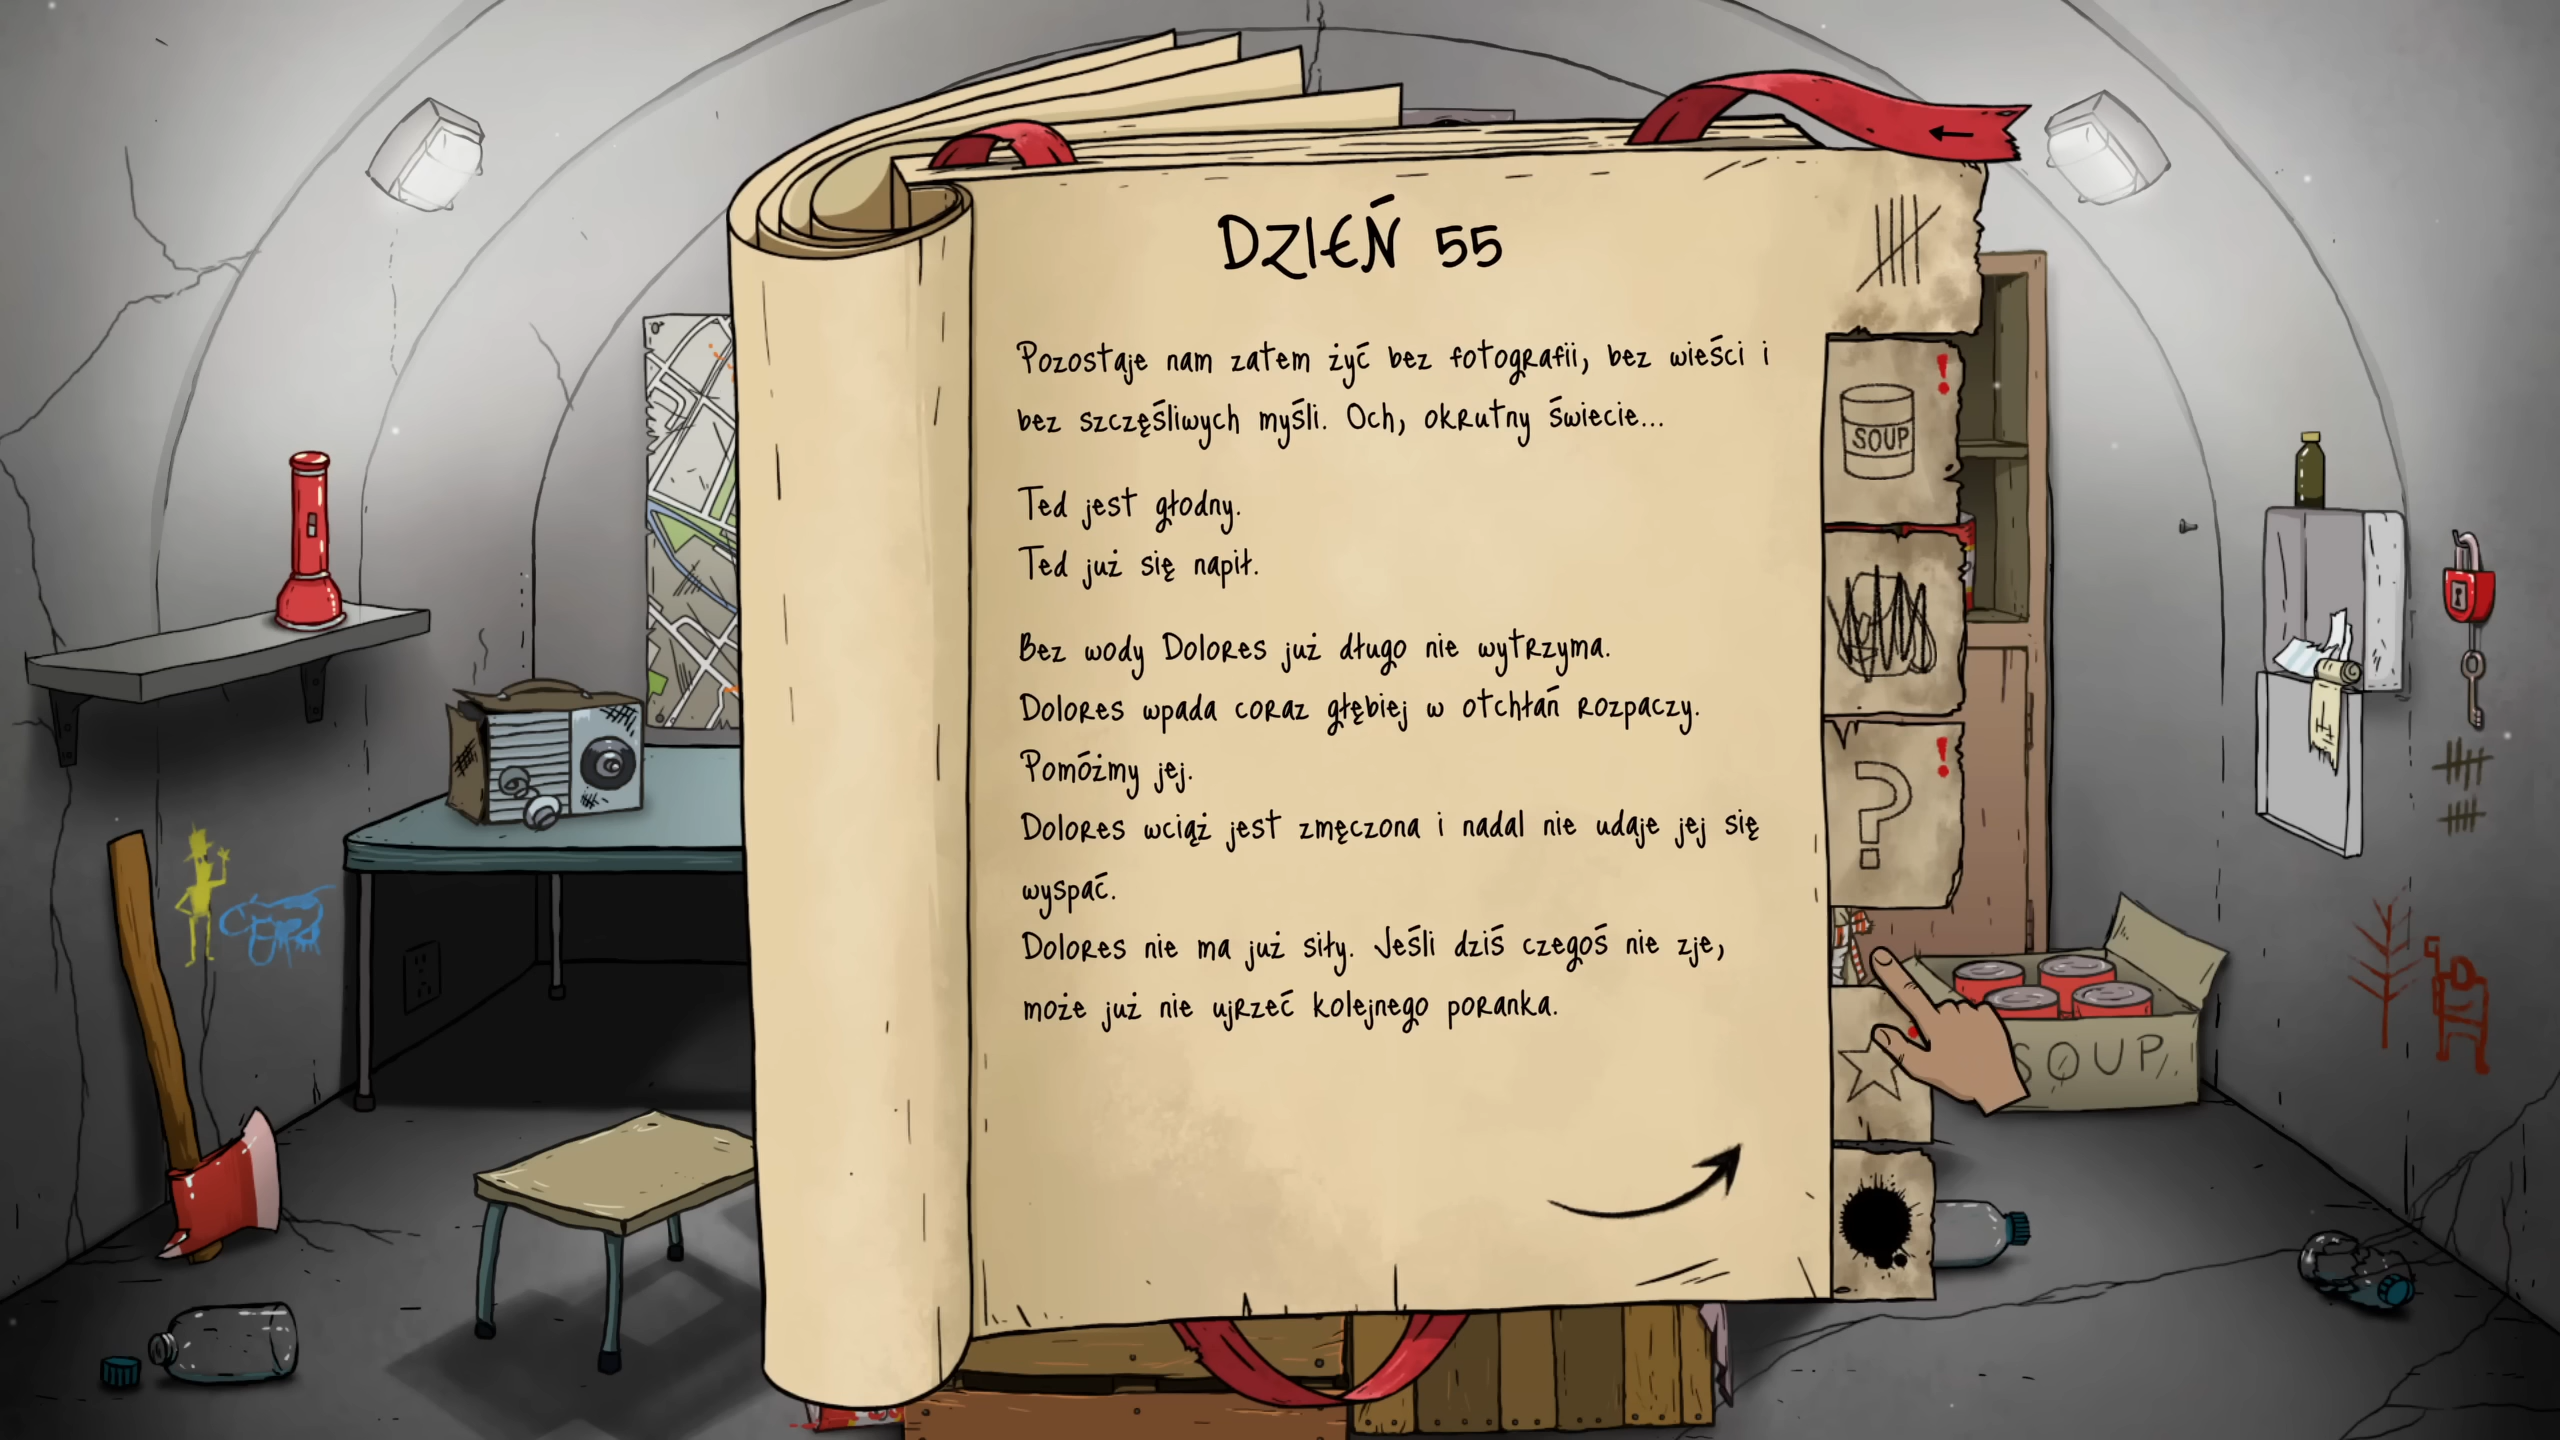 DZIEŃ 55
Pozostaje nam zatem żyć bez fotografii, bez wieści i
bez szczęśliwych myśli. Och, okrutny świecie...
Ted jest głodny.
Ted już się napił.
Bez wody Dolores już długo nie wytrzyma.
Dolores wpada coraz głębiej w otchłań rozpaczy.
Pomóżmy jej.
Dolores wciąż jest zmęczona i nadal nie udaje jej się
wyspać.
Dolores nie ma już siły. Jeśli dziś czegoś nie zje,
może już nie ujrzeć kolejnego poranka.
!
SOUP
!
?
SOUP